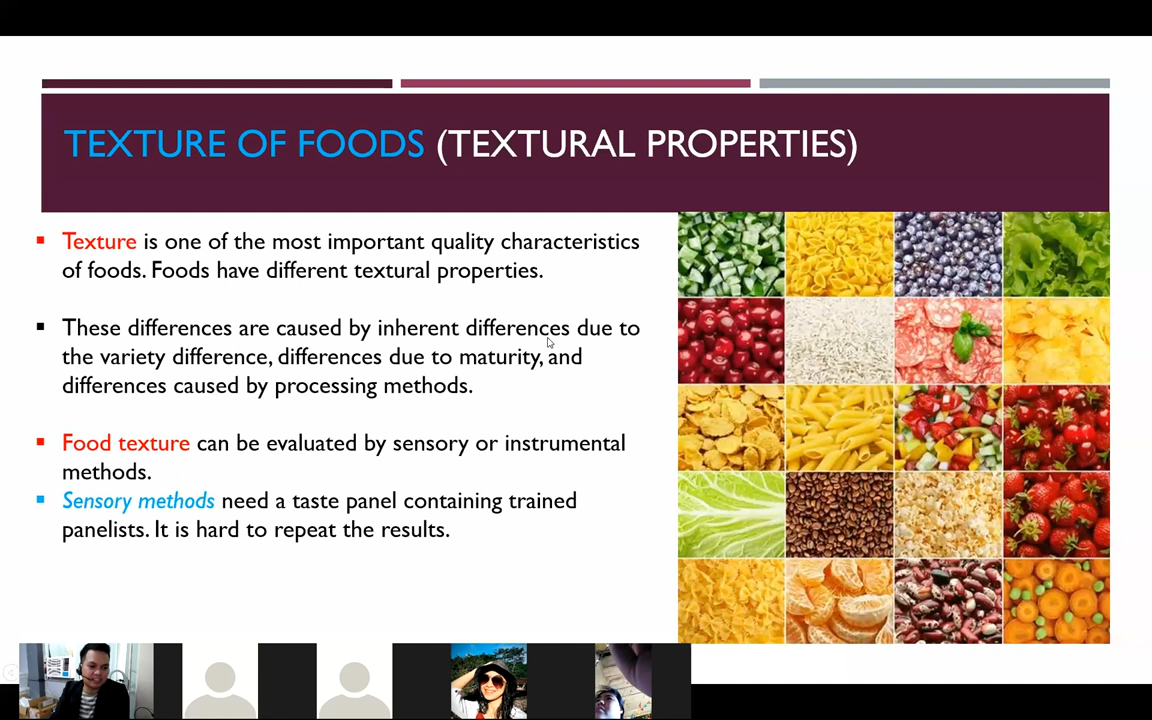 TEXTURE OF FOODS (TEXTURAL PROPERTIES)
▪ Texture is one of the most important quality characteristics
of foods. Foods have different textural properties.
▪ These differences are caused by inherent differences due to
the variety difference, differences due to maturity, and
differences caused by processing methods.
▪ Food texture can be evaluated by sensory or instrumental
methods.
▪ Sensory methods need a taste panel containing trained
panelists. It is hard to repeat the results.